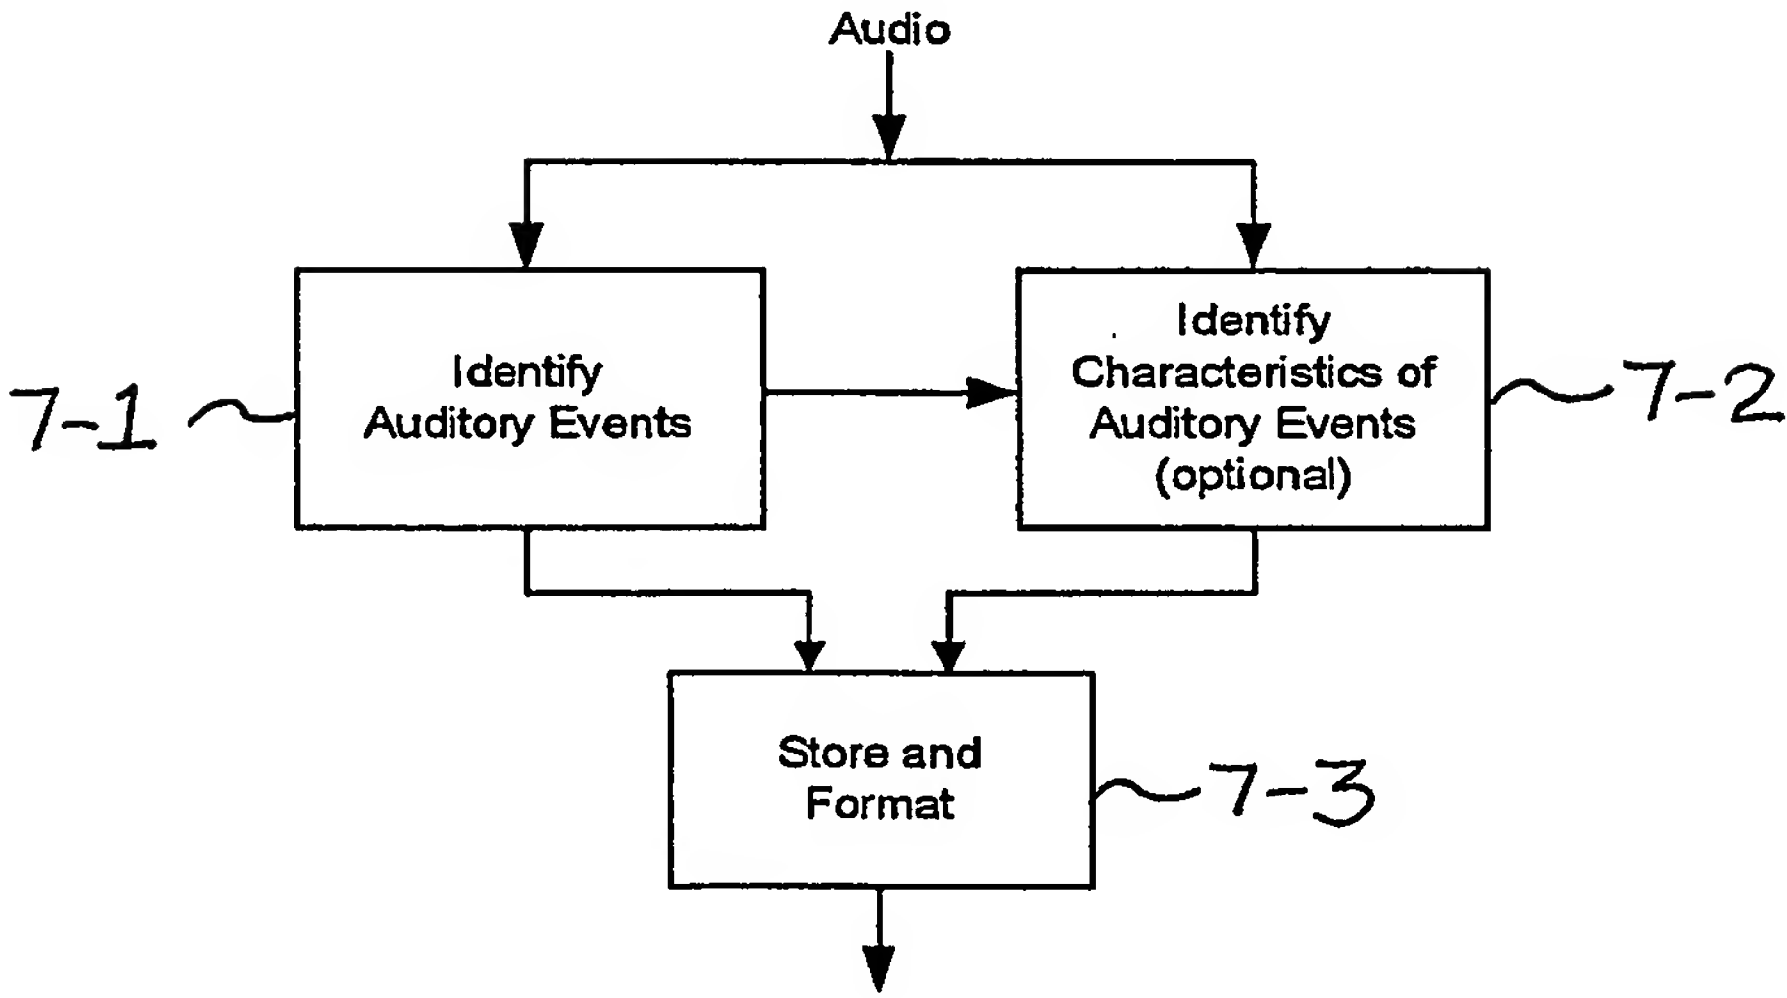 Audio
Identify
Auditory Events
7-1
Identify
Characteristics of
Auditory Events
(optional)
7-2
Store and
Format
7-3